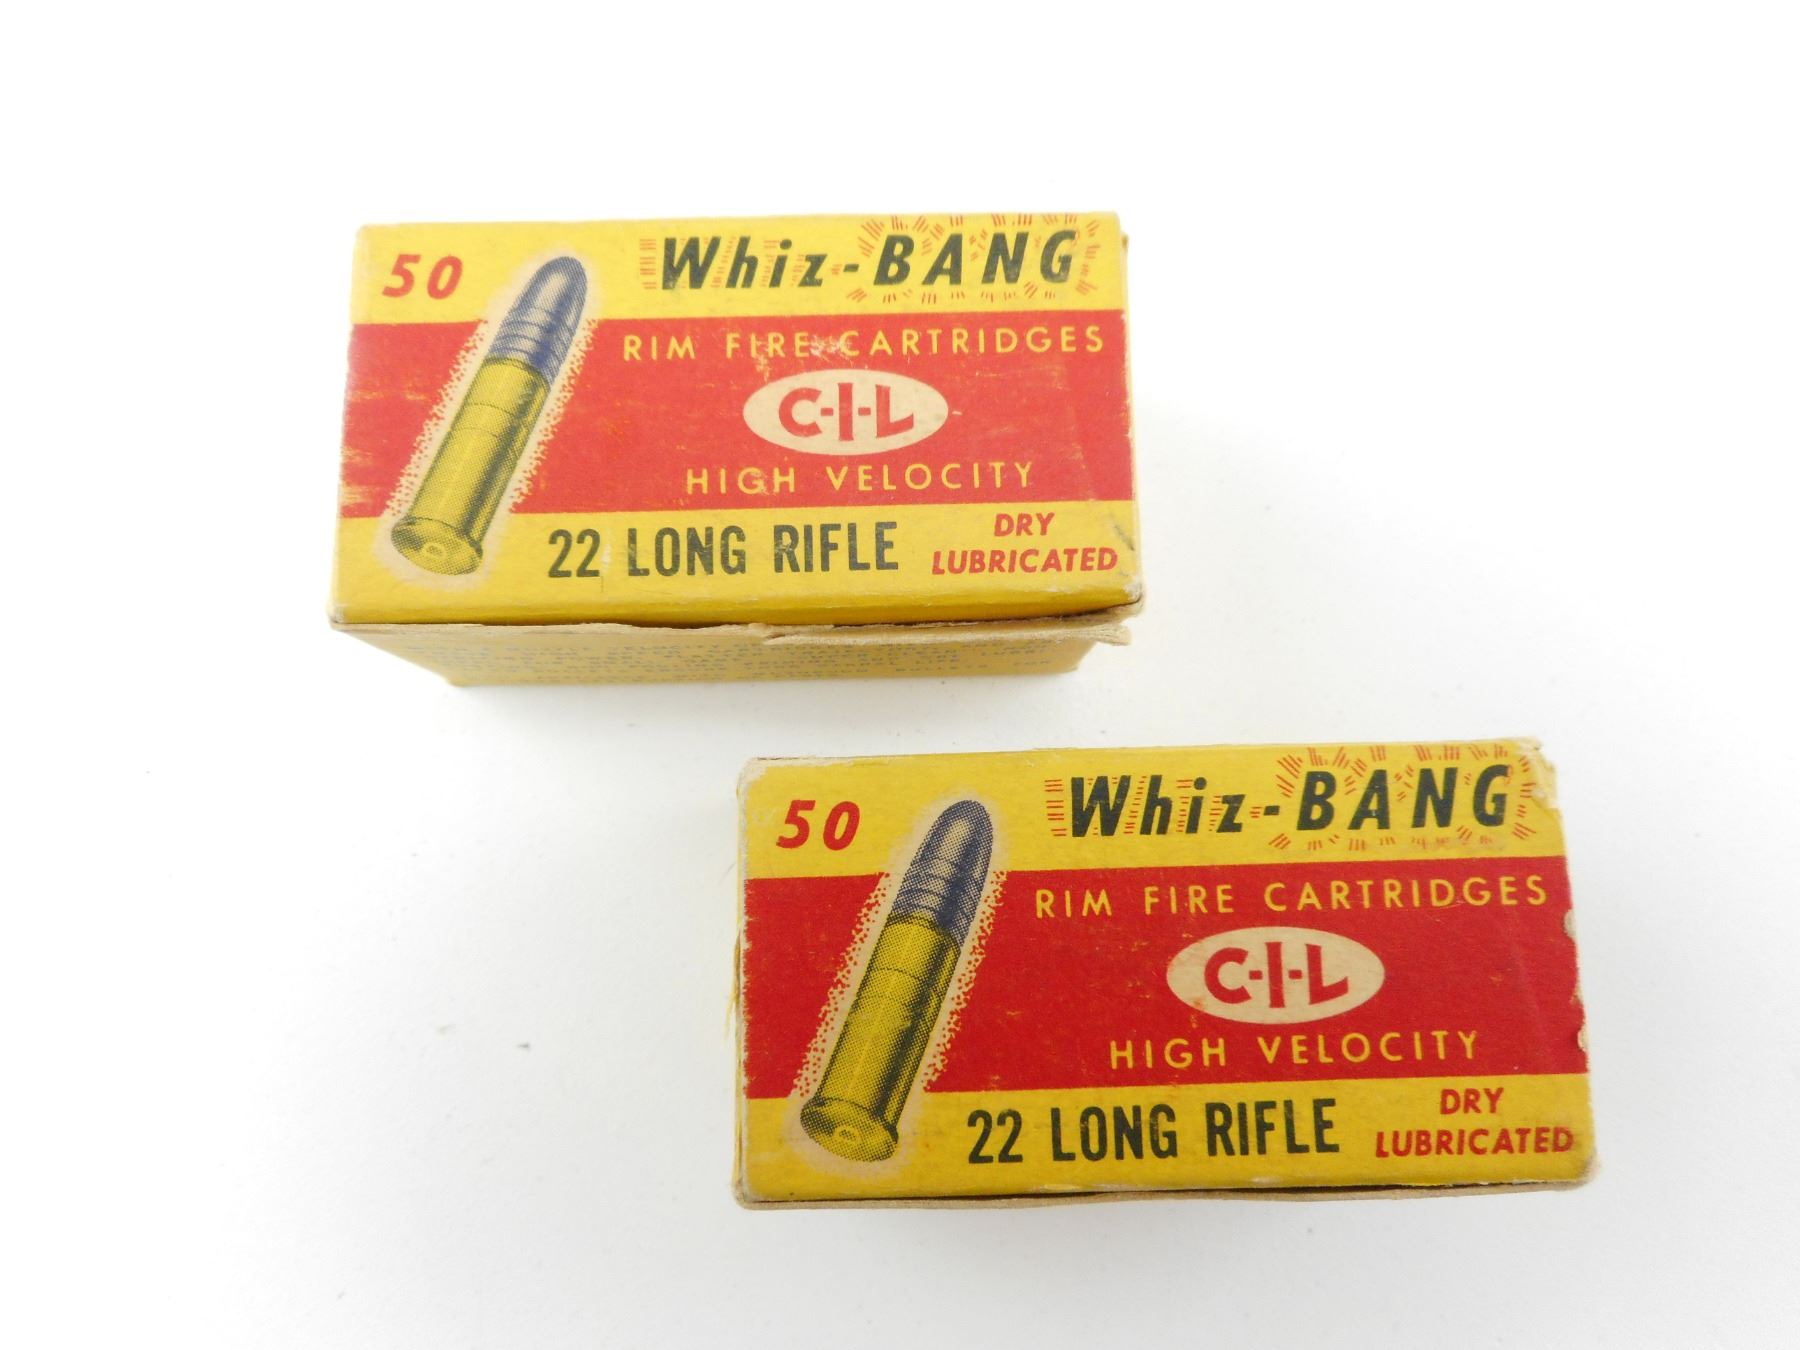 50
Whiz-BANG
RIM FIRE CARTRIDGES
C-I-L
HIGH VELOCITY
22 LONG RIFLE
DRY
LUBRICATED
D
50
Whiz-BANG
RIM FIRE CARTRIDGES
C-I-L
HIGH VELOCITY
22 LONG RIFLE
DRY
LUBRICATED
D